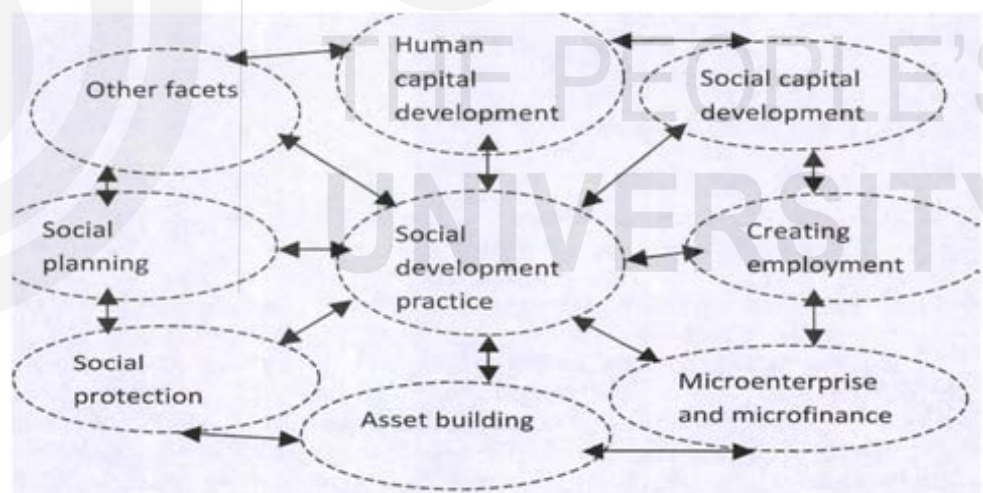 THE PEOPLE'S
UNIVERSITY
Other facets
Human
capital
development
Social capital
development
Social
planning
Social
development
practice
Creating
employment
Social
protection
Asset building
Microenterprise
and microfinance